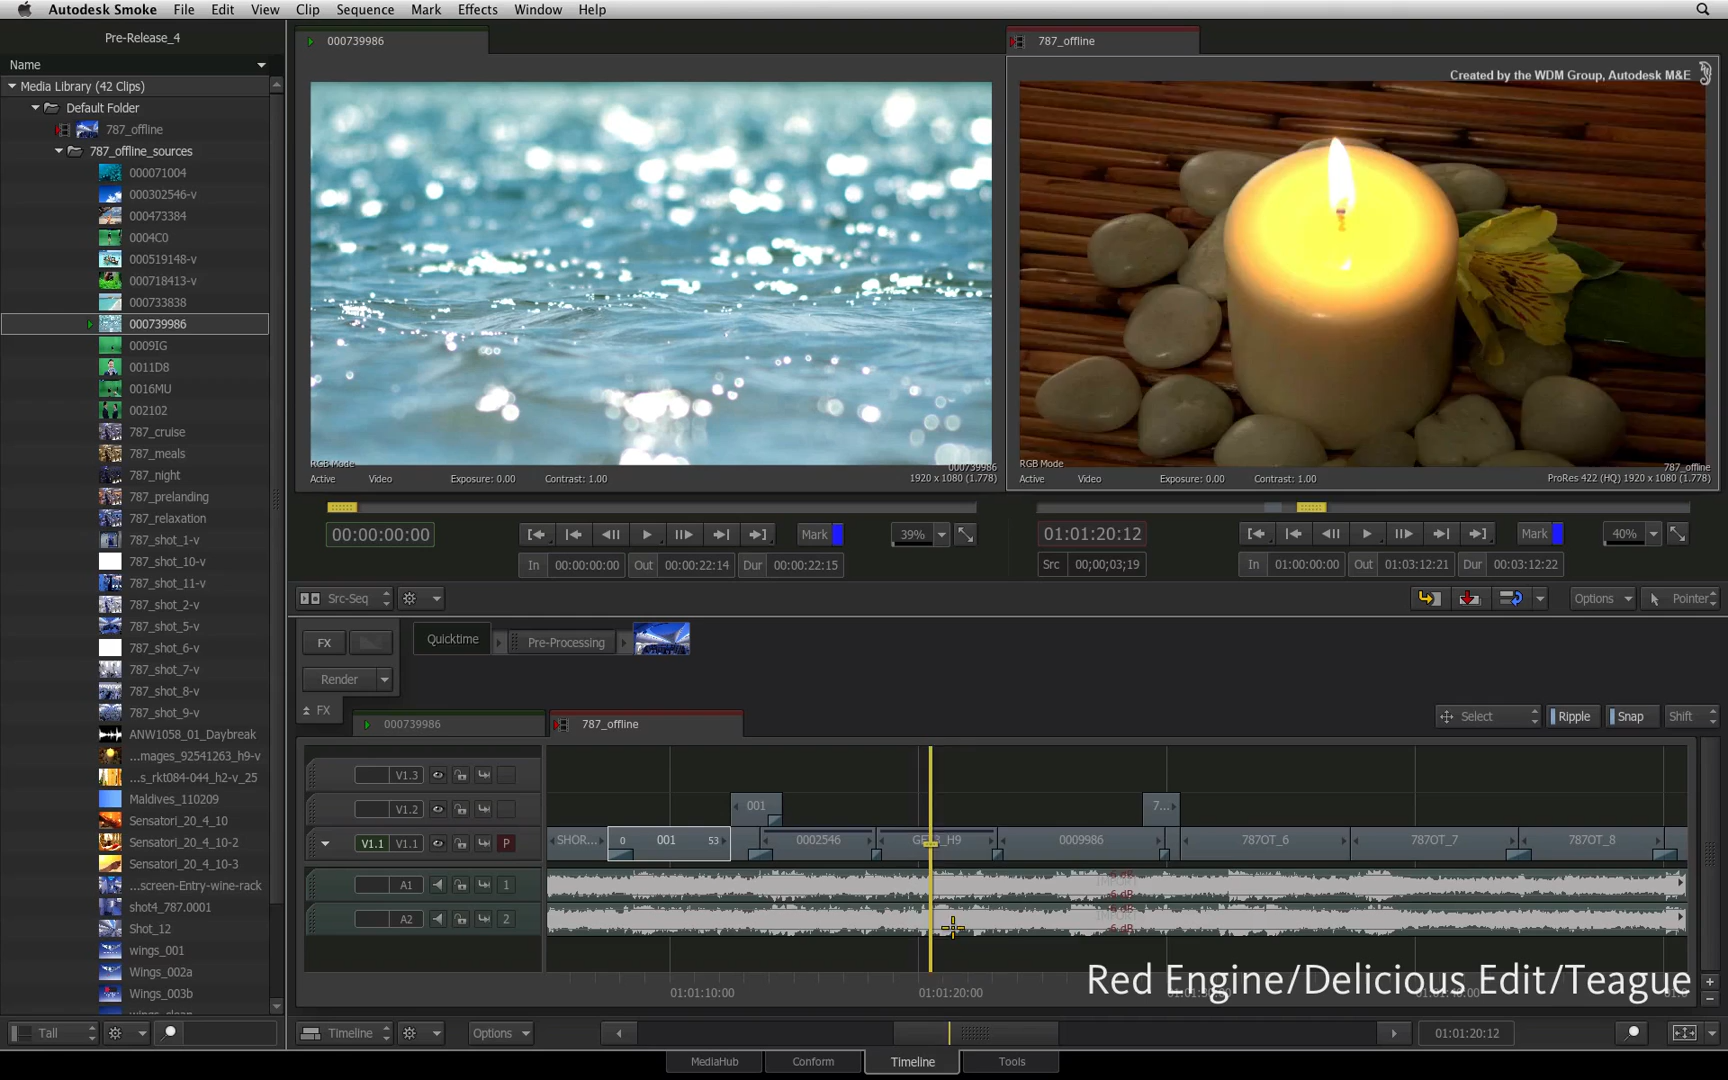 Autodesk Smoke File Edit View Clip Sequence Mark Effects Window Help
Pre-Release_4
Name
Media Library (42 Clips)
Default Folder
787_offline
787_offline_sources
000071004
000302546-v
000473384
0004C0
000519148-v
000718413-v
000733838
000739986
0009IG
0011D8
0016MU
002102
787_cruise
787_meals
787_night
787_prelanding
787_relaxation
787_shot_1-v
787_shot_10-v
787_shot_11-v
787_shot_2-v
787_shot_5-v
787_shot_6-v
787_shot_7-v
787_shot_8-v
787_shot_9-v
ANW1058_01_Daybreak
...mages_92541263_h9-v
...s_rkt084-044_h2-v_25
Maldives_110209
Sensatori_20_4_10
Sensatori_20_4_10-2
Sensatori_20_4_10-3
...screen-Entry-wine-rack
shot4_787.0001
Shot_12
wings_001
Wings_002a
Wings_003b
Tall
000739986
RGB Mode
000739986
Active Video Exposure: 0.00 Contrast: 1.00 1920 x 1080 (1.778)
00:00:00:00 Mark 39%
In 00:00:00:00 Out 00:00:22:14 Dur 00:00:22:15
787_offline
Created by the WDM Group, Autodesk M&E
RGB Mode
787_offline
Active Video Exposure: 0.00 Contrast: 1.00 ProRes 422 (HQ) 1920 x 1080 (1.778)
01:01:20:12 Mark 40%
Src 00;00;03;19 In 01:00:00:00 Out 01:03:12:21 Dur 00:03:12:22
Src-Seq Options Pointer
FX Quicktime Pre-Processing
Render
FX
000739986 787_offline Select Ripple Snap Shift
V1.3
V1.2 001 7...
V1.1 V1.1 P SHOR... 0 001 53 0002546 0009986 787OT_6 787OT_7 787OT_8
A1 1
-6 dB
A2 2
-6 dB
Red Engine/Delicious Edit/Teague
01:01:10:00 01:01:20:00
Timeline Options 01:01:20:12
MediaHub Conform Timeline Tools